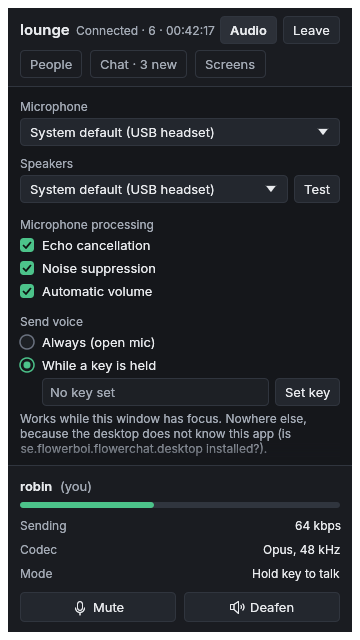 lounge Connected · 6 · 00:42:17 Audio Leave
People Chat · 3 new Screens
Microphone
System default (USB headset)
Speakers
System default (USB headset) Test
Microphone processing
Echo cancellation
Noise suppression
Automatic volume
Send voice
Always (open mic)
While a key is held
No key set Set key
Works while this window has focus. Nowhere else,
because the desktop does not know this app (is
se.flowerboi.flowerchat.desktop installed?).
robin (you)
Sending 64 kbps
Codec Opus, 48 kHz
Mode Hold key to talk
Mute Deafen